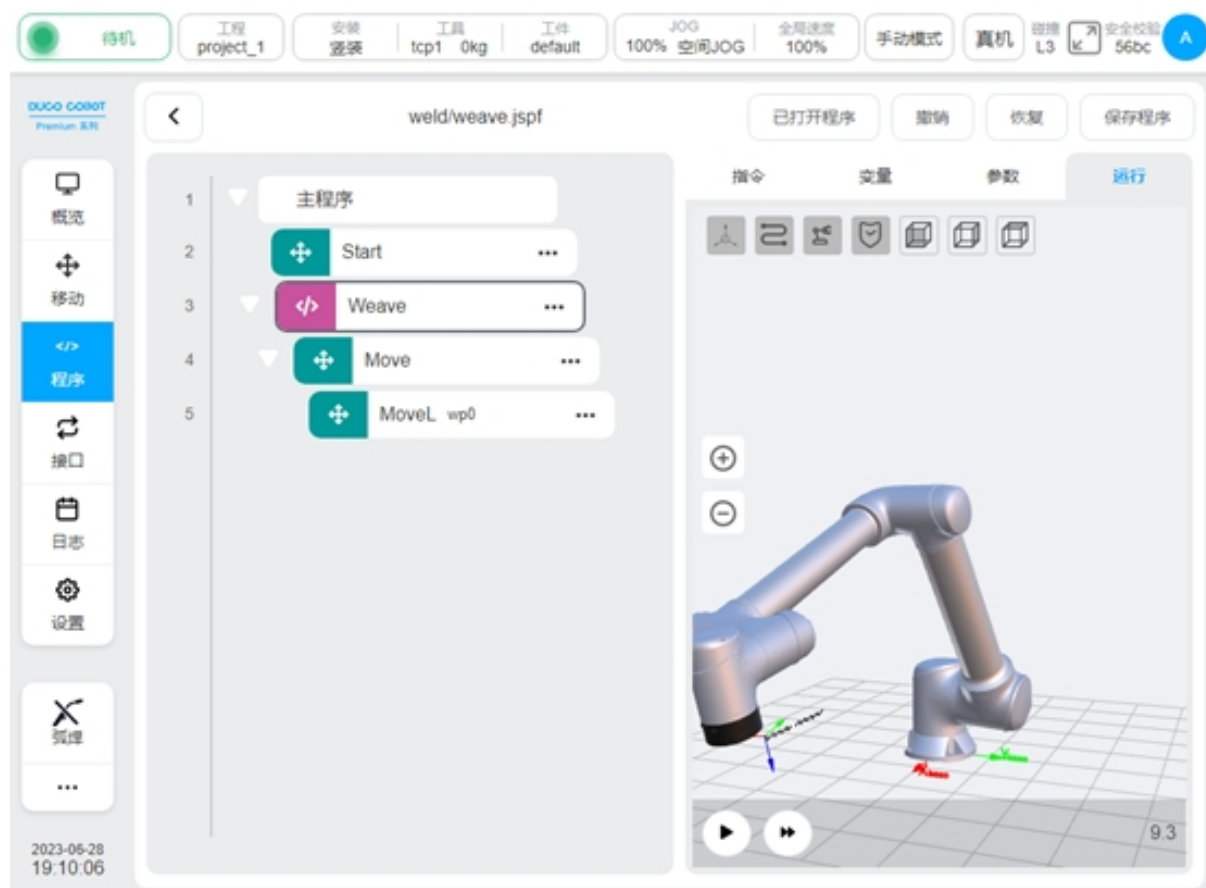 待机
工程
project_1
安装
竖装
工具
tcp1 0kg
工件
default
JOG
100% 空间JOG
全局速度
100%
手动模式
真机
碰撞
L3
安全校验
56bc
A
DUCO COBOT
Premium 系列
weld/weave.jspf
已打开程序
撤销
恢复
保存程序
概览
移动
</>
程序
接口
日志
设置
弧焊
...
2023-06-28
19:10:06
1 主程序
2 Start ...
3 </> Weave ...
4 Move ...
5 MoveL wp0 ...
指令
变量
参数
运行
9.3